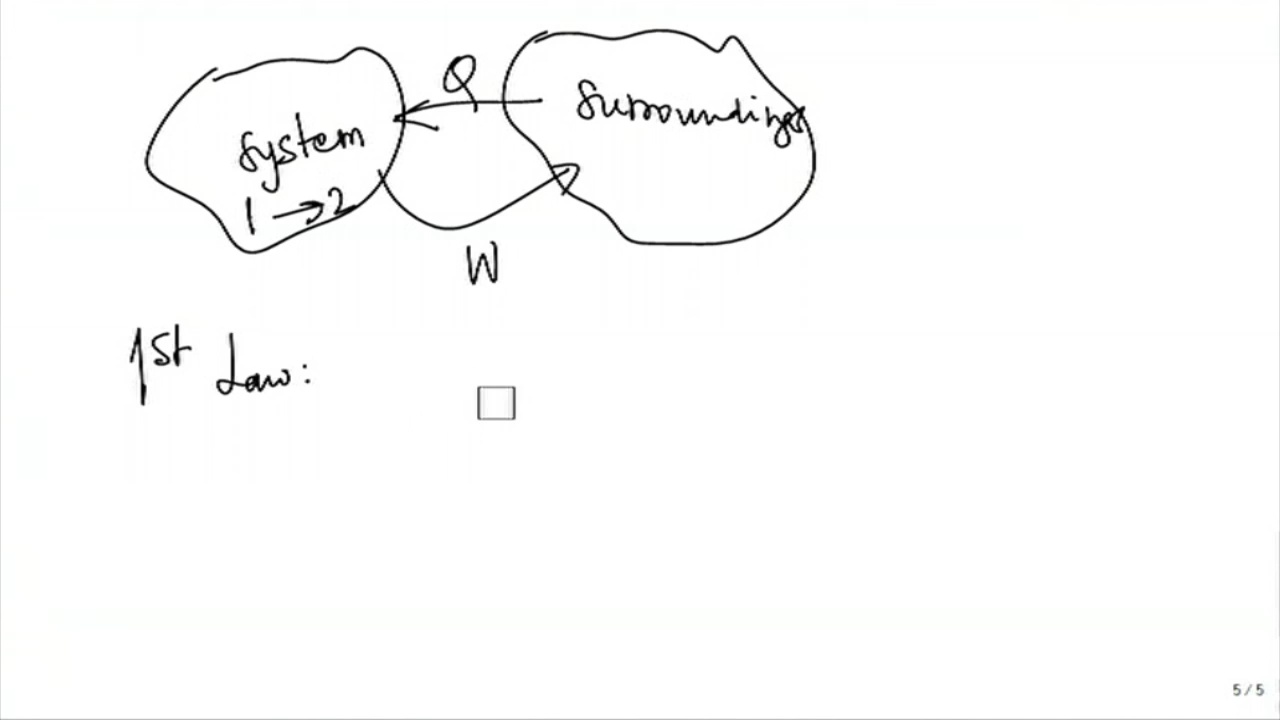 Q
Surroundings
System
1 → 2
W
1st Law:
5 / 5